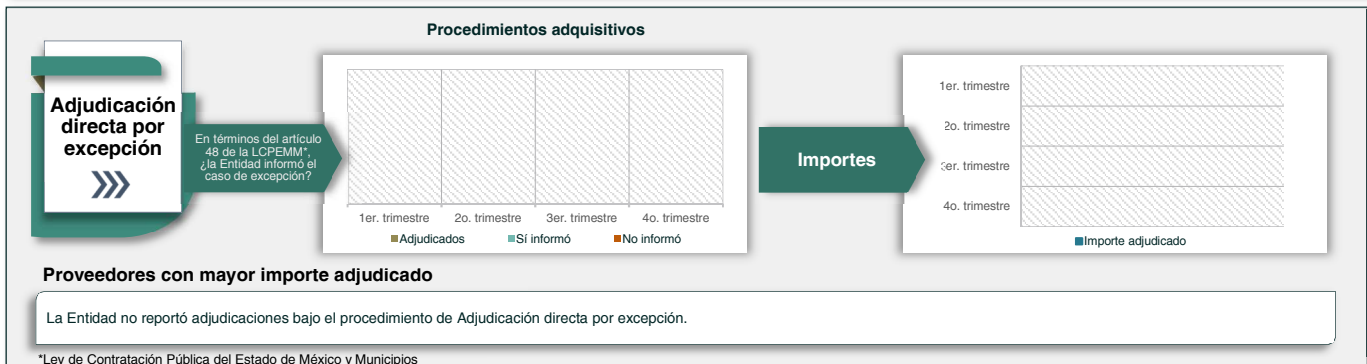 Procedimientos adquisitivos
Adjudicación
directa por
excepción
En términos del artículo
48 de la LCPEMM*,
¿la Entidad informó el
caso de excepción?
1er. trimestre 2o. trimestre 3er. trimestre 4o. trimestre
Adjudicados Sí informó No informó
Importes
1er. trimestre
2o. trimestre
3er. trimestre
4o. trimestre
Importe adjudicado
Proveedores con mayor importe adjudicado
La Entidad no reportó adjudicaciones bajo el procedimiento de Adjudicación directa por excepción.
*Ley de Contratación Pública del Estado de México y Municipios